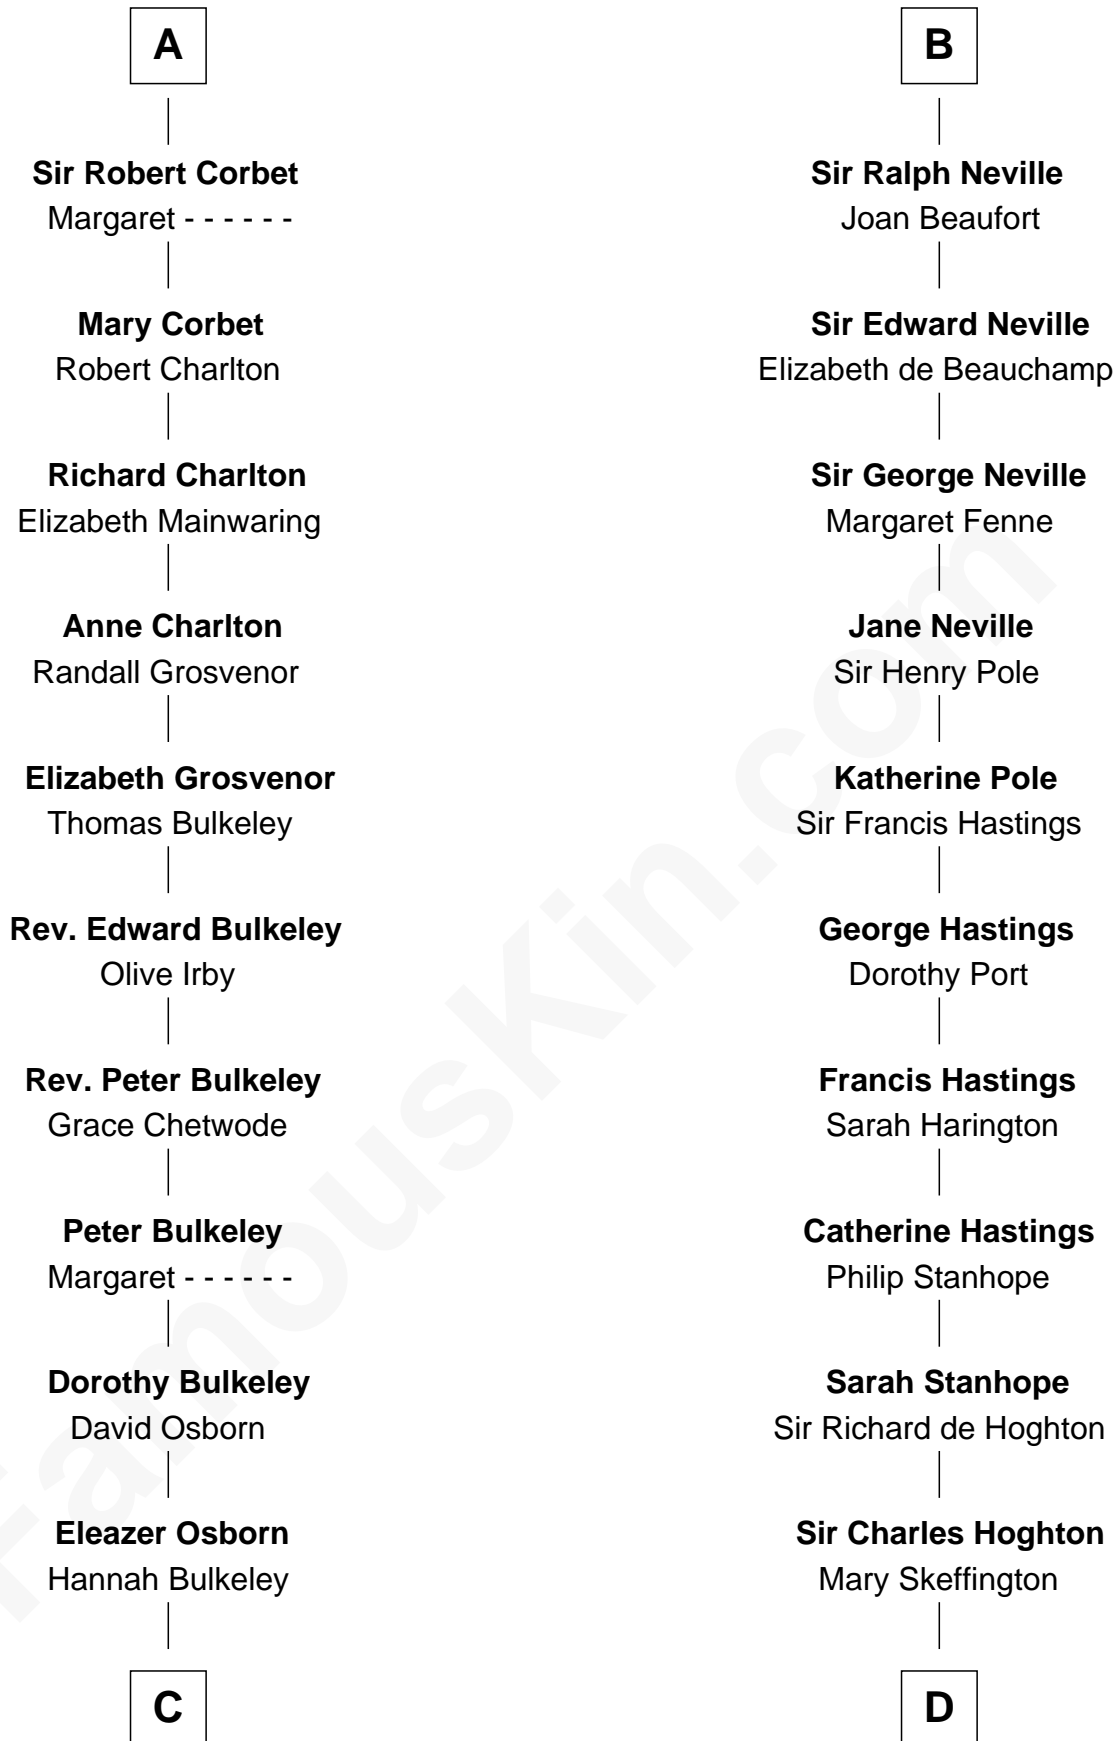 A
Sir Robert Corbet
Margaret - - - - - -
Mary Corbet
Robert Charlton
Richard Charlton
Elizabeth Mainwaring
Anne Charlton
Randall Grosvenor
Elizabeth Grosvenor
Thomas Bulkeley
Rev. Edward Bulkeley
Olive Irby
Rev. Peter Bulkeley
Grace Chetwode
Peter Bulkeley
Margaret - - - - - -
Dorothy Bulkeley
David Osborn
Eleazer Osborn
Hannah Bulkeley
C
B
Sir Ralph Neville
Joan Beaufort
Sir Edward Neville
Elizabeth de Beauchamp
Sir George Neville
Margaret Fenne
Jane Neville
Sir Henry Pole
Katherine Pole
Sir Francis Hastings
George Hastings
Dorothy Port
Francis Hastings
Sarah Harington
Catherine Hastings
Philip Stanhope
Sarah Stanhope
Sir Richard de Hoghton
Sir Charles Hoghton
Mary Skeffington
D
FamousKin.com